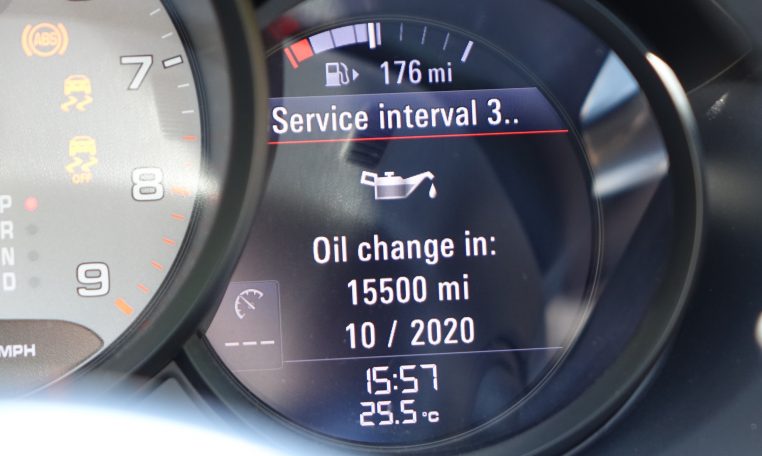 ABS
7
OFF
8
P
R
N
D
9
MPH
176 mi
Service interval 3..
Oil change in:
15500 mi
10 / 2020
---
15:57
25.5 °C